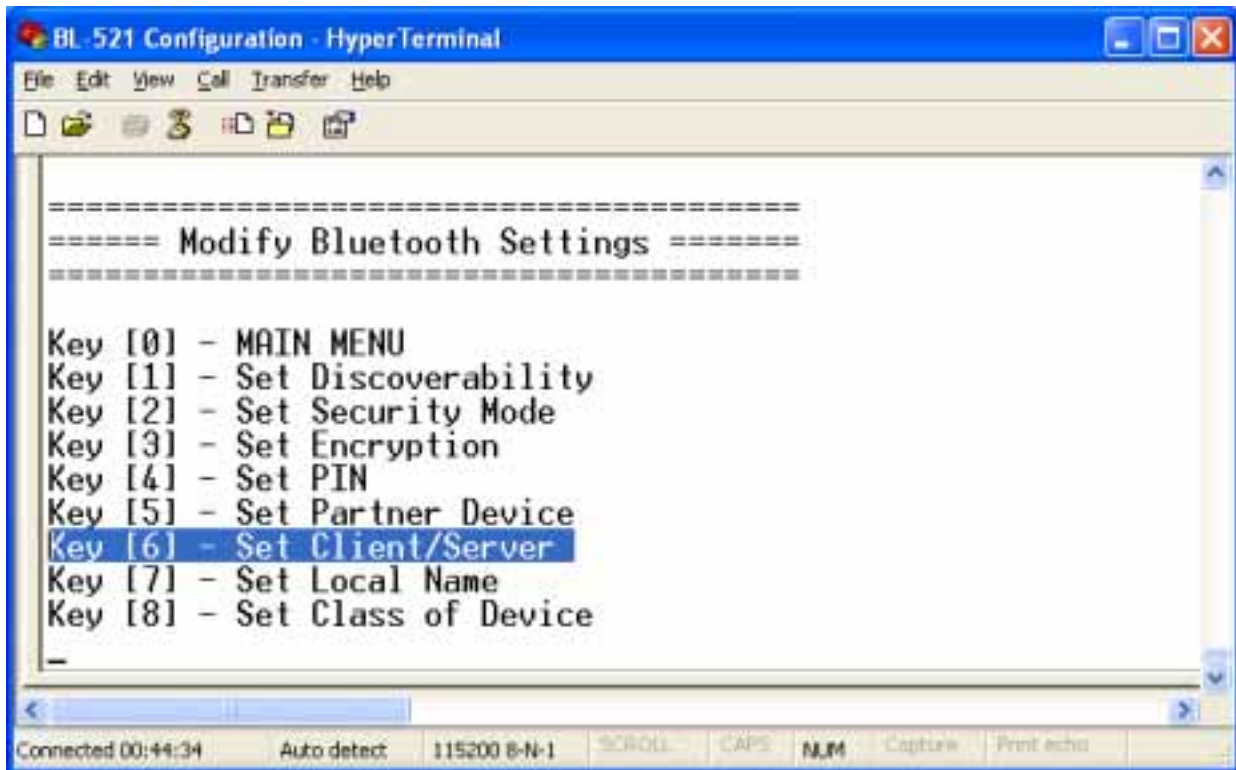 BL-521 Configuration - HyperTerminal
File Edit View Call Transfer Help
========================================
====== Modify Bluetooth Settings =======
========================================
Key [0] - MAIN MENU
Key [1] - Set Discoverability
Key [2] - Set Security Mode
Key [3] - Set Encryption
Key [4] - Set PIN
Key [5] - Set Partner Device
Key [6] - Set Client/Server
Key [7] - Set Local Name
Key [8] - Set Class of Device
_
Connected 00:44:34 Auto detect 115200 8-N-1 SCROLL CAPS NUM Capture Print echo